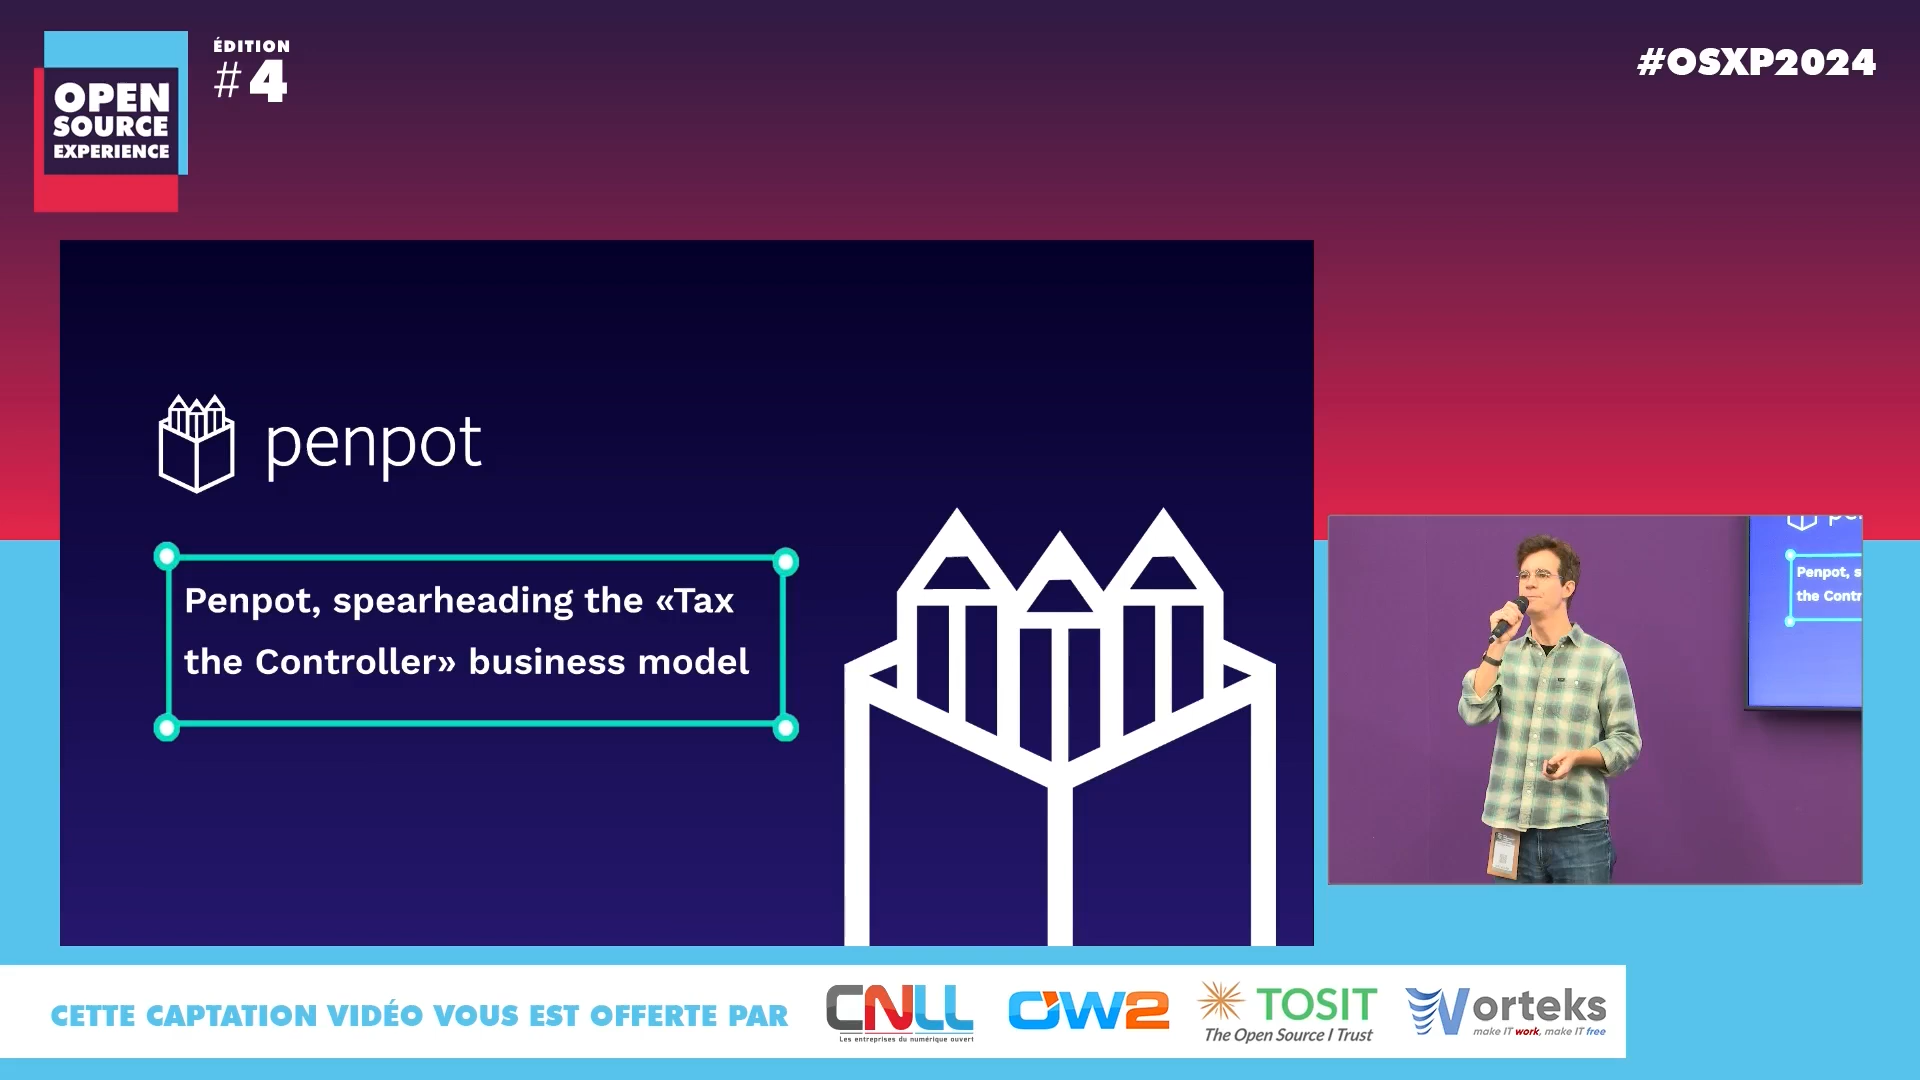 OPEN
SOURCE
EXPERIENCE
ÉDITION
#4
#OSXP2024
penpot
Penpot, spearheading the «Tax
the Controller» business model
Penpot, s
the Contr
CETTE CAPTATION VIDÉO VOUS EST OFFERTE PAR
CNLL
Les entreprises du numérique ouvert
OW2
TOSIT
The Open Source I Trust
Worteks
make IT work, make IT free